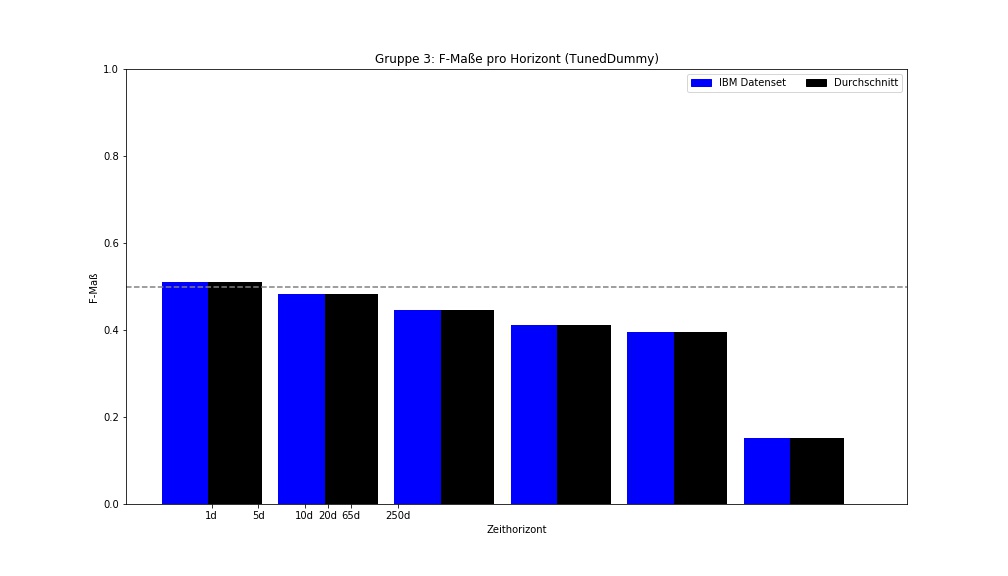 Gruppe 3: F-Maße pro Horizont (TunedDummy)
IBM Datenset
Durchschnitt
1.0
0.8
0.6
0.4
0.2
0.0
F-Maß
1d 5d 10d 20d 65d 250d
Zeithorizont